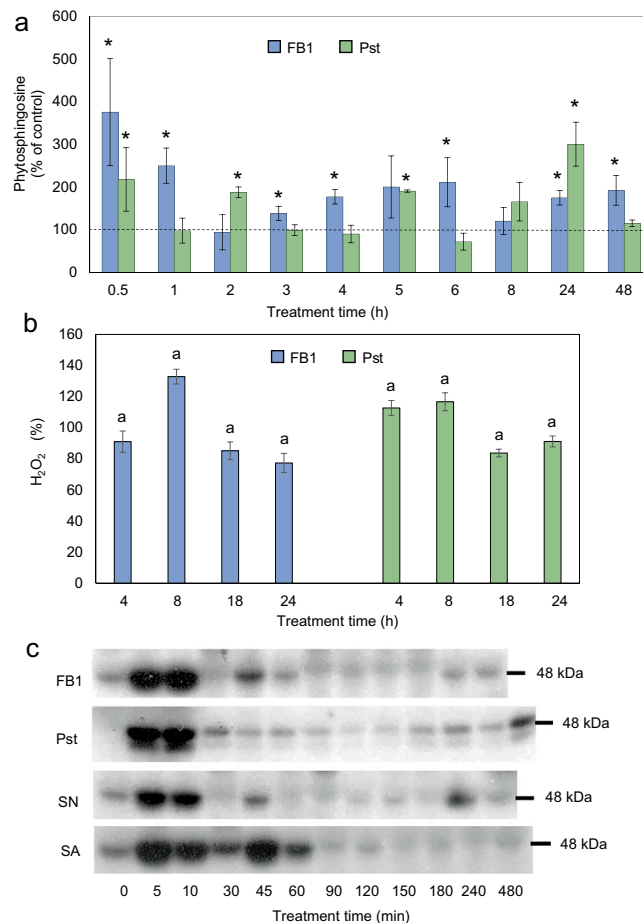 a
600
500
400
300
200
100
0
Phytosphingosine
(% of control)
FB1 Pst
* * * * * * * * * * *
0.5 1 2 3 4 5 6 8 24 48
Treatment time (h)
b
160
140
120
100
80
60
40
20
0
H₂O₂ (%)
FB1 Pst
a a a a a a a a
4 8 18 24 4 8 18 24
Treatment time (h)
c
FB1 48 kDa
Pst 48 kDa
SN 48 kDa
SA 48 kDa
0 5 10 30 45 60 90 120 150 180 240 480
Treatment time (min)